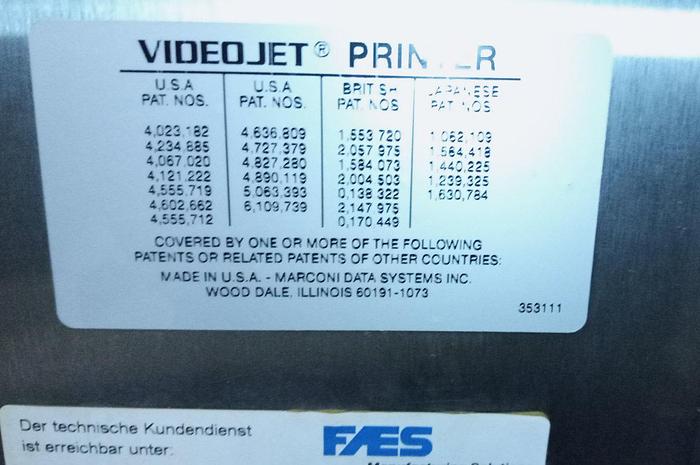 VIDEOJET® PRINTER
U.S.A U.S.A BRITISH JAPANESE
PAT. NOS. PAT. NOS. PAT. NOS PAT. NOS
4,023,182 4,636,809 1,553 720 1,062,109
4,234,885 4,727,379 2,057 975 1,564,418
4,067,020 4,827,280 1,584 073 1,440,225
4,121,222 4,890,119 2,004 503 1,239,325
4,555,719 5,063,393 0,138 322 1,630,784
4,602,662 6,109,739 2,147 975
4,555,712 0,170 449
COVERED BY ONE OR MORE OF THE FOLLOWING
PATENTS OR RELATED PATENTS OF OTHER COUNTRIES:
MADE IN U.S.A. - MARCONI DATA SYSTEMS INC.
WOOD DALE, ILLINOIS 60191-1073
353111
Der technische Kundendienst
ist erreichbar unter:
FAES